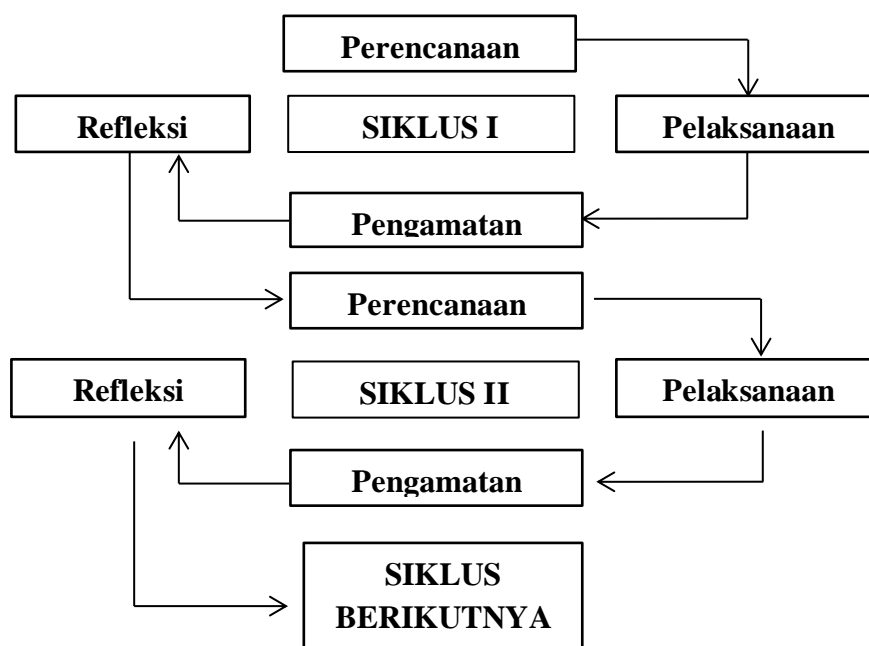 Perencanaan
Refleksi
SIKLUS I
Pelaksanaan
Pengamatan
Perencanaan
Refleksi
SIKLUS II
Pelaksanaan
Pengamatan
SIKLUS
BERIKUTNYA